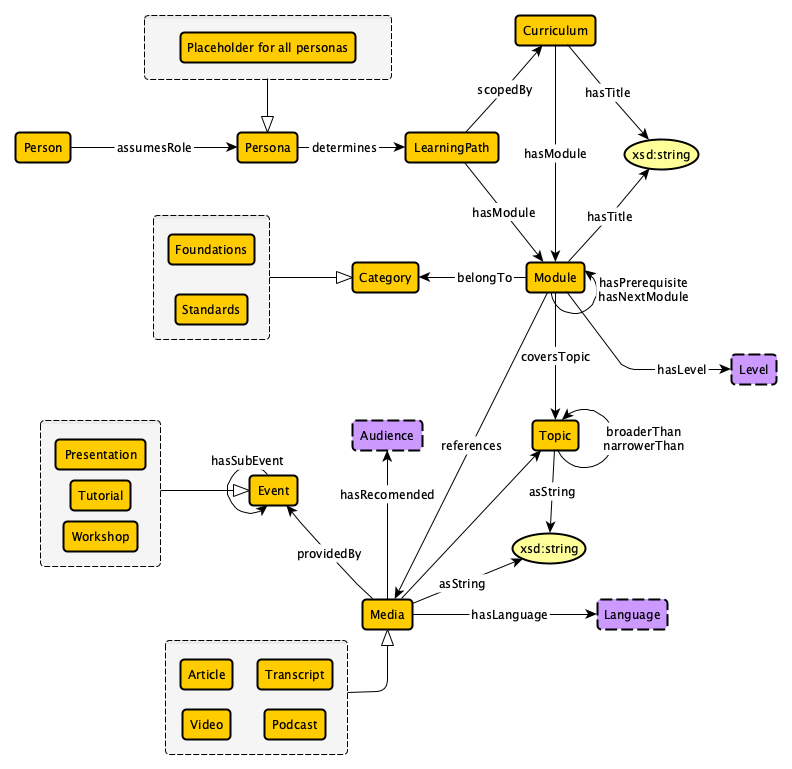 Curriculum
Placeholder for all personas
scopedBy
hasTitle
Person
assumesRole
Persona
determines
LearningPath
hasModule
xsd:string
hasModule
hasTitle
Foundations
Category
belongTo
Module
hasPrerequisite
hasNextModule
Standards
coversTopic
hasLevel
Level
Audience
Topic
broaderThan
narrowerThan
references
Presentation
hasSubEvent
Tutorial
Event
hasRecomended
asString
Workshop
providedBy
xsd:string
asString
Media
hasLanguage
Language
Article
Transcript
Video
Podcast